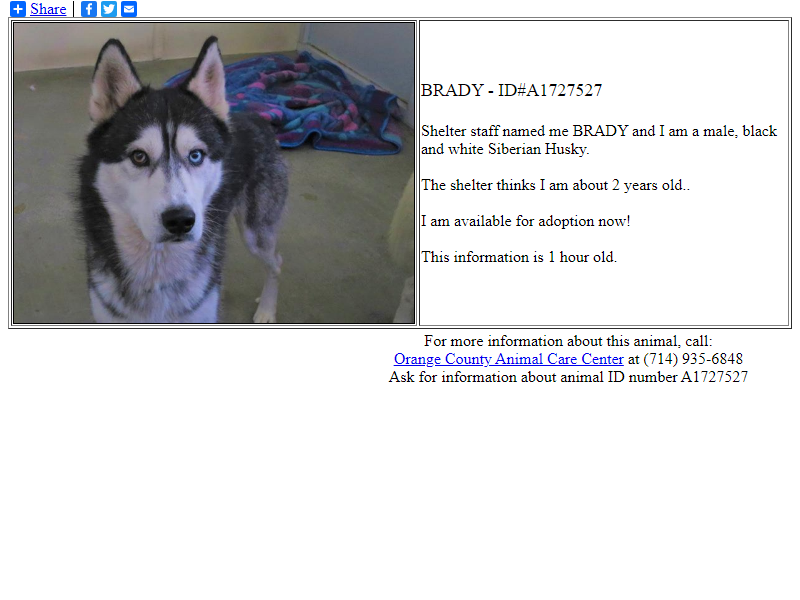 Share
BRADY - ID#A1727527
Shelter staff named me BRADY and I am a male, black
and white Siberian Husky.
The shelter thinks I am about 2 years old..
I am available for adoption now!
This information is 1 hour old.
For more information about this animal, call:
Orange County Animal Care Center at (714) 935-6848
Ask for information about animal ID number A1727527